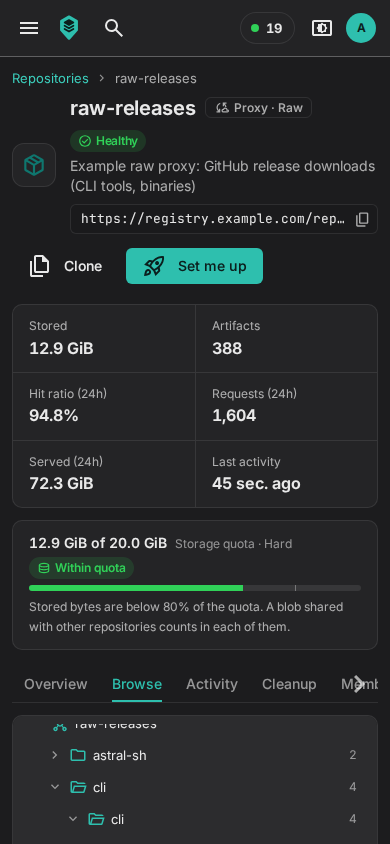 19
A
Repositories > raw-releases
raw-releases
Proxy · Raw
Healthy
Example raw proxy: GitHub release downloads
(CLI tools, binaries)
https://registry.example.com/rep…
Clone
Set me up
Stored
12.9 GiB
Artifacts
388
Hit ratio (24h)
94.8%
Requests (24h)
1,604
Served (24h)
72.3 GiB
Last activity
45 sec. ago
12.9 GiB of 20.0 GiB Storage quota · Hard
Within quota
Stored bytes are below 80% of the quota. A blob shared
with other repositories counts in each of them.
Overview Browse Activity Cleanup Memb
raw-releases
astral-sh 2
cli 4
cli 4